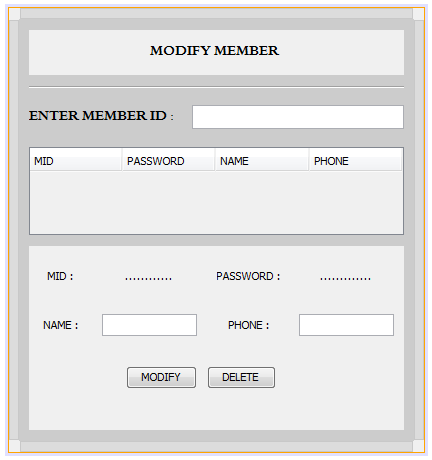 MODIFY MEMBER
ENTER MEMBER ID :
MID PASSWORD NAME PHONE
MID : ............ PASSWORD : .............
NAME : PHONE :
MODIFY DELETE